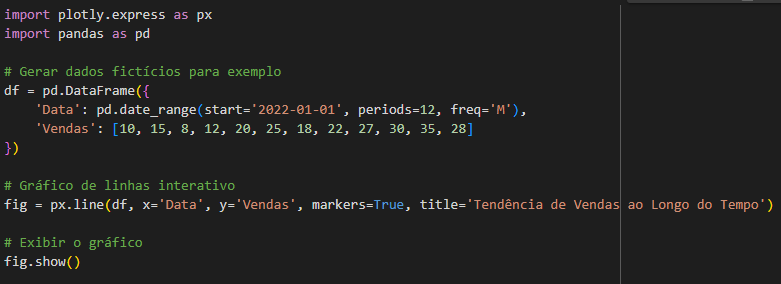 import plotly.express as px
import pandas as pd
# Gerar dados fictícios para exemplo
df = pd.DataFrame({
    'Data': pd.date_range(start='2022-01-01', periods=12, freq='M'),
    'Vendas': [10, 15, 8, 12, 20, 25, 18, 22, 27, 30, 35, 28]
})
# Gráfico de linhas interativo
fig = px.line(df, x='Data', y='Vendas', markers=True, title='Tendência de Vendas ao Longo do Tempo')
# Exibir o gráfico
fig.show()